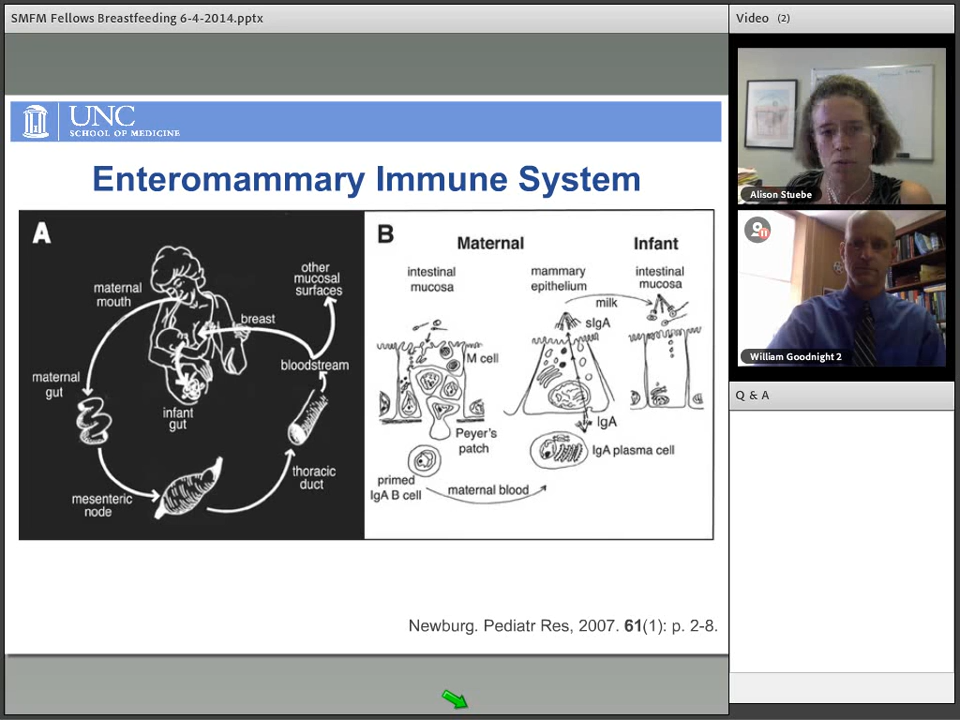 SMFM Fellows Breastfeeding 6-4-2014.pptx
UNC
SCHOOL OF MEDICINE
Enteromammary Immune System
A
maternal
mouth
other
mucosal
surfaces
breast
bloodstream
maternal
gut
infant
gut
thoracic
duct
mesenteric
node
B
Maternal
Infant
intestinal
mucosa
mammary
epithelium
intestinal
mucosa
milk
sIgA
M cell
IgA
Peyer's
patch
IgA plasma cell
primed
IgA B cell
maternal blood
Newburg. Pediatr Res, 2007. 61(1): p. 2-8.
Video (2)
Alison Stuebe
William Goodnight 2
Q & A